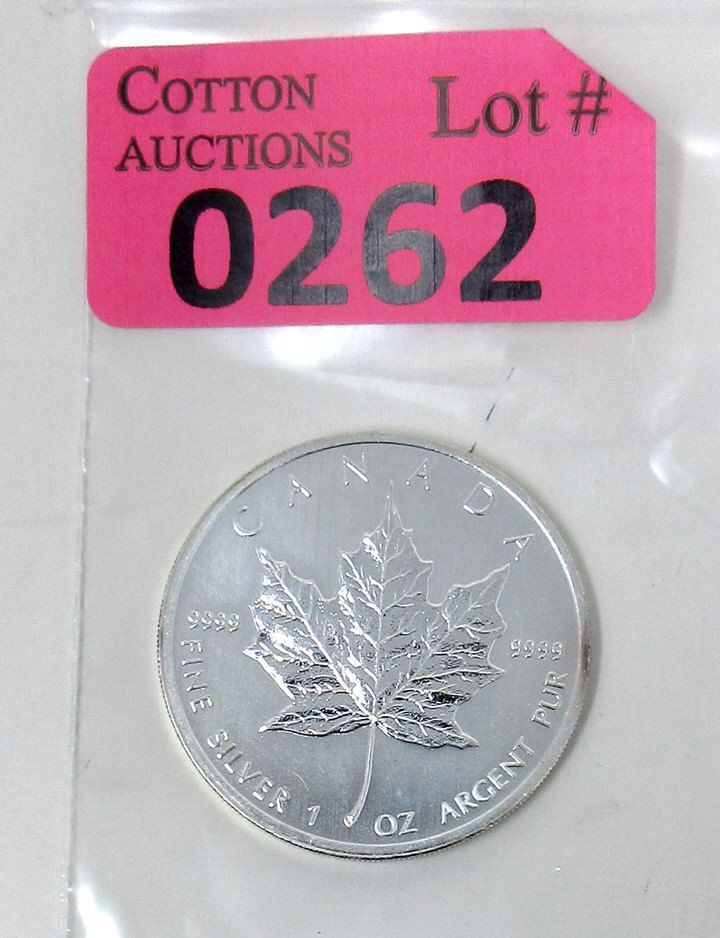 COTTON
AUCTIONS
Lot #
0262
CANADA
9999
9999
FINE SILVER 1 OZ ARGENT PUR